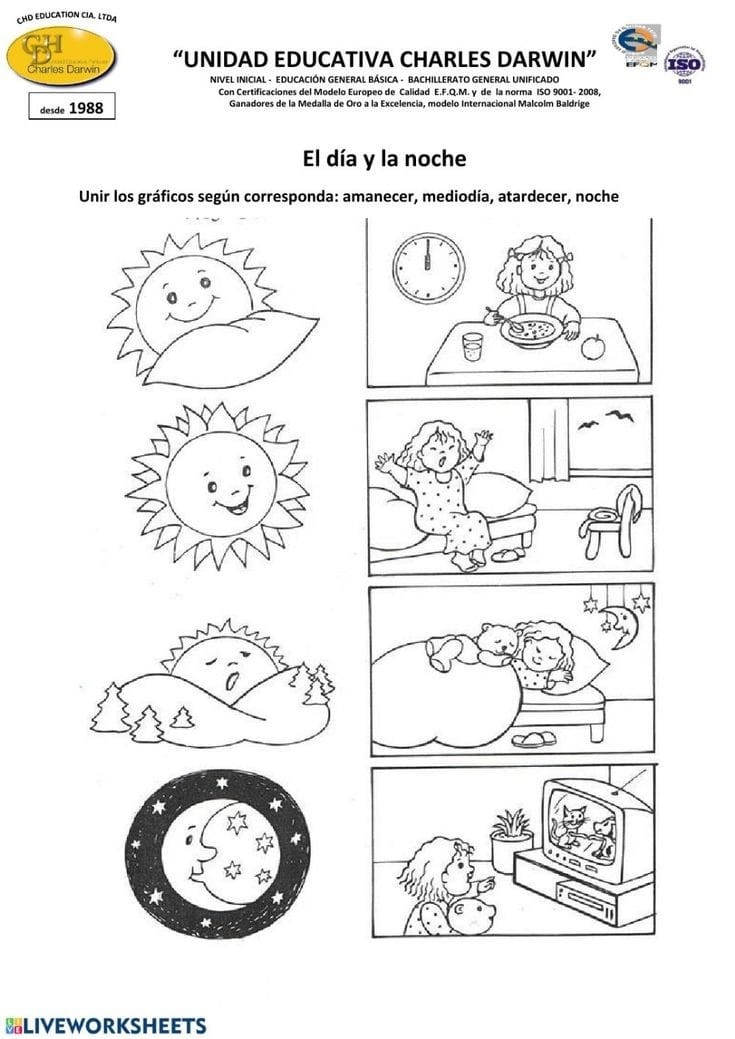 CHD EDUCATION CIA. LTDA
CHD
Charles Darwin
desde 1988
“UNIDAD EDUCATIVA CHARLES DARWIN”
NIVEL INICIAL - EDUCACIÓN GENERAL BÁSICA - BACHILLERATO GENERAL UNIFICADO
Con Certificaciones del Modelo Europeo de Calidad E.F.Q.M. y de la norma ISO 9001- 2008,
Ganadores de la Medalla de Oro a la Excelencia, modelo Internacional Malcolm Baldrige
EFQM
ISO
9001
El día y la noche
Unir los gráficos según corresponda: amanecer, mediodía, atardecer, noche
LIVEWORKSHEETS